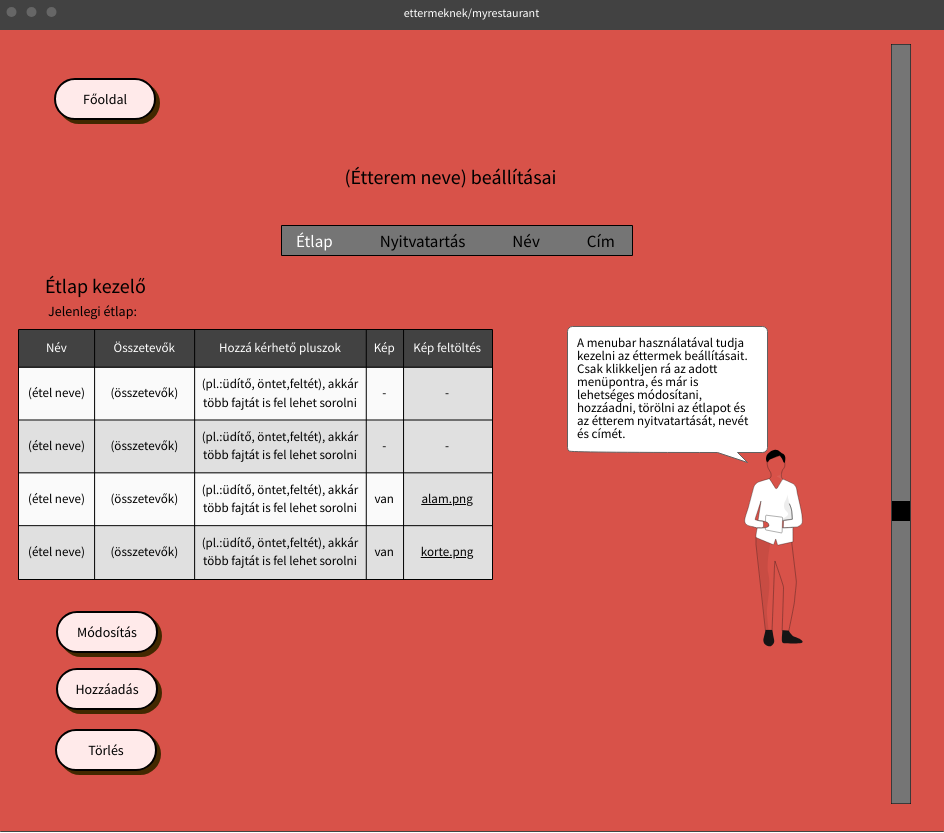 ettermeknek/myrestaurant
Főoldal
(Étterem neve) beállításai
Étlap Nyitvatartás Név Cím
Étlap kezelő
Jelenlegi étlap:
Név Összetevők Hozzá kérhető pluszok Kép Kép feltöltés
(étel neve) (összetevők) (pl.:üdítő, öntet,feltét), akkár - -
több fajtát is fel lehet sorolni
(étel neve) (összetevők) (pl.:üdítő, öntet,feltét), akkár - -
több fajtát is fel lehet sorolni
(étel neve) (összetevők) (pl.:üdítő, öntet,feltét), akkár van alam.png
több fajtát is fel lehet sorolni
(étel neve) (összetevők) (pl.:üdítő, öntet,feltét), akkár van korte.png
több fajtát is fel lehet sorolni
A menubar használatával tudja
kezelni az éttermek beállításait.
Csak klikkeljen rá az adott
menüpontra, és már is
lehetséges módosítani,
hozzáadni, törölni az étlapot és
az étterem nyitvatartását, nevét
és címét.
Módosítás
Hozzáadás
Törlés